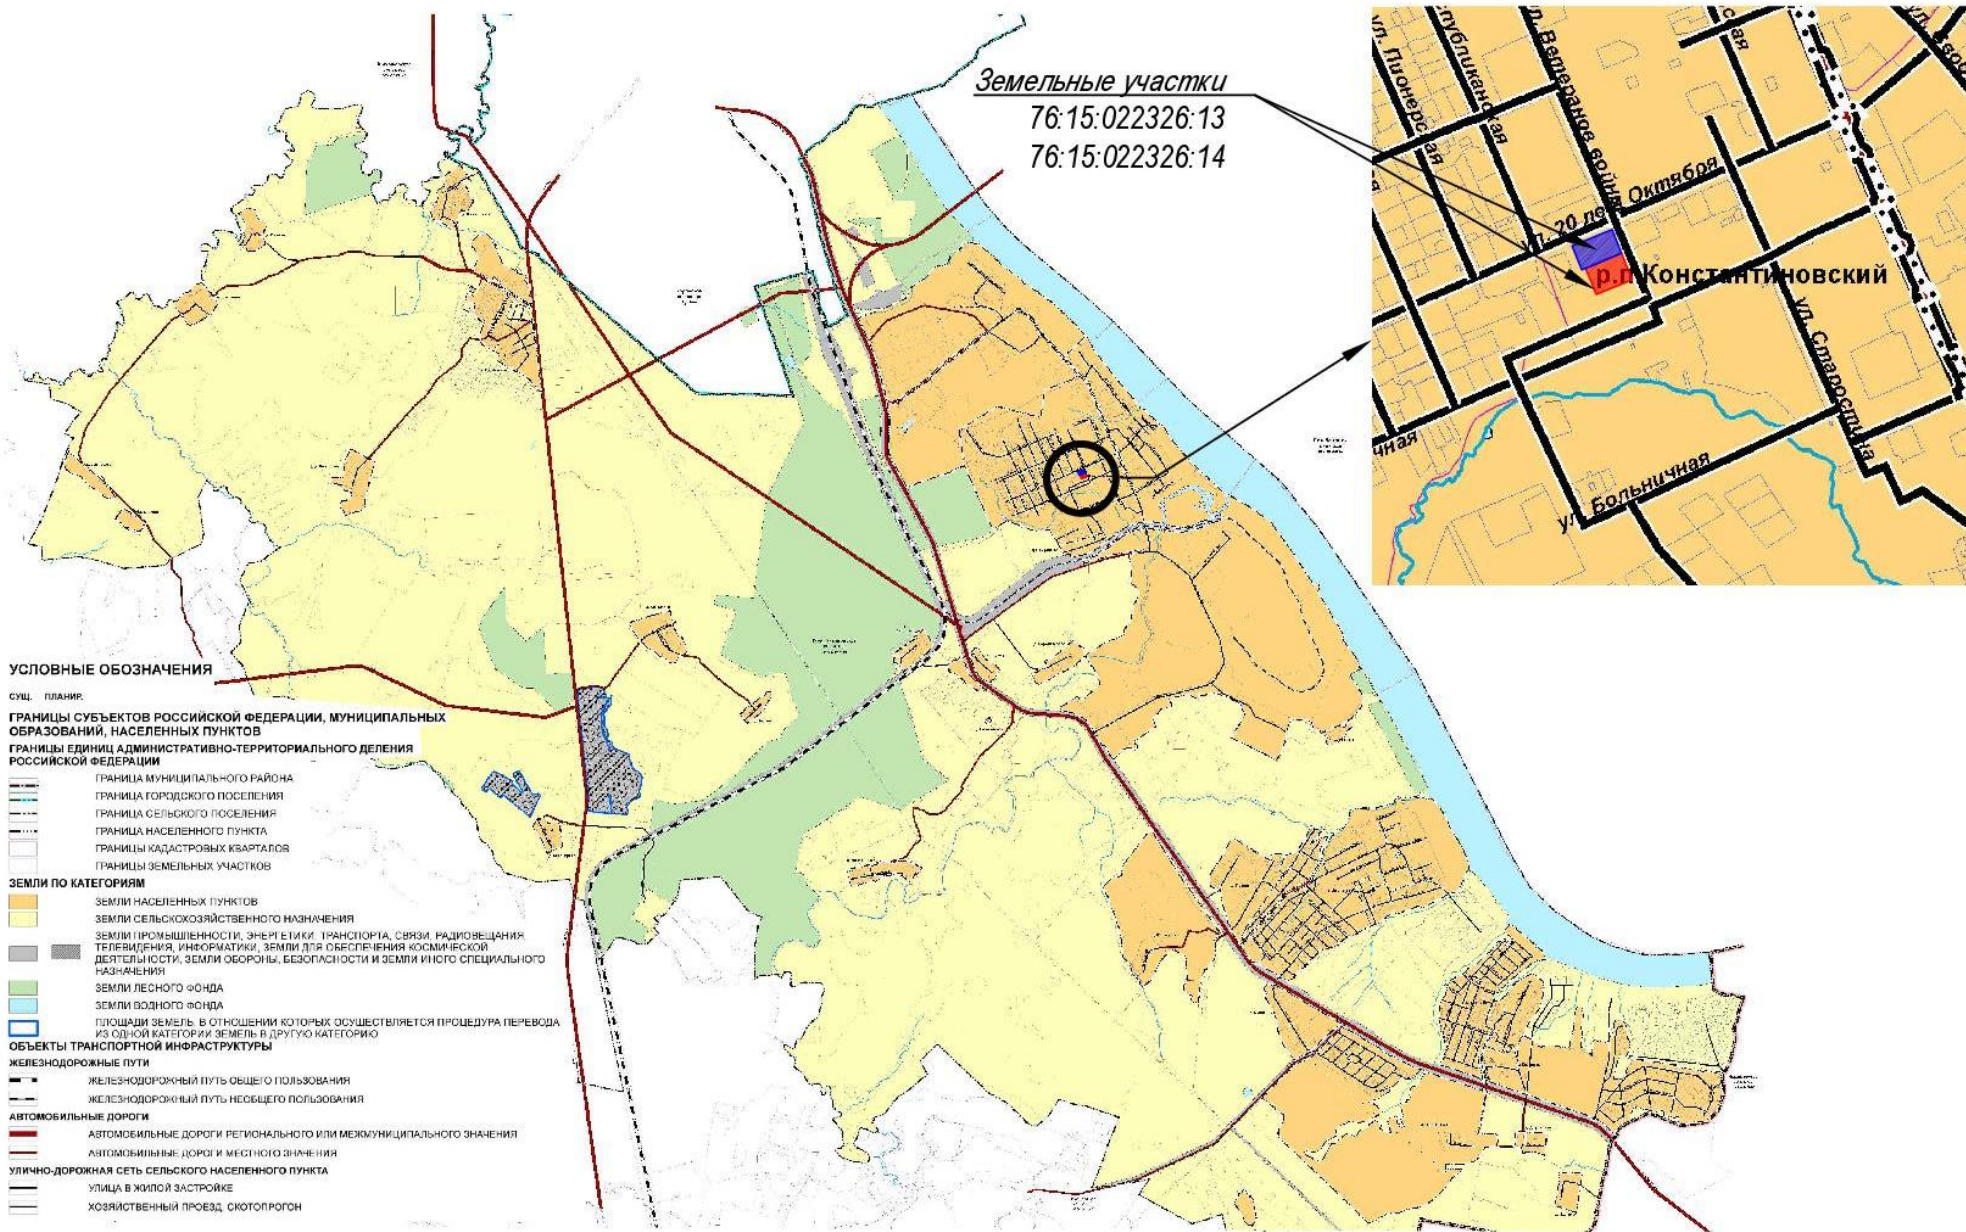 Земельные участки
76:15:022326:13
76:15:022326:14
ул. Пионерская
ул. Ветеранов войны
ул. 20 лет Октября
р.п. Константиновский
ул. Старостина
ул. Больничная
УСЛОВНЫЕ ОБОЗНАЧЕНИЯ
СУЩ. ПЛАНИР.
ГРАНИЦЫ СУБЪЕКТОВ РОССИЙСКОЙ ФЕДЕРАЦИИ, МУНИЦИПАЛЬНЫХ
ОБРАЗОВАНИЙ, НАСЕЛЕННЫХ ПУНКТОВ
ГРАНИЦЫ ЕДИНИЦ АДМИНИСТРАТИВНО-ТЕРРИТОРИАЛЬНОГО ДЕЛЕНИЯ
РОССИЙСКОЙ ФЕДЕРАЦИИ
ГРАНИЦА МУНИЦИПАЛЬНОГО РАЙОНА
ГРАНИЦА ГОРОДСКОГО ПОСЕЛЕНИЯ
ГРАНИЦА СЕЛЬСКОГО ПОСЕЛЕНИЯ
ГРАНИЦА НАСЕЛЕННОГО ПУНКТА
ГРАНИЦЫ КАДАСТРОВЫХ КВАРТАЛОВ
ГРАНИЦЫ ЗЕМЕЛЬНЫХ УЧАСТКОВ
ЗЕМЛИ ПО КАТЕГОРИЯМ
ЗЕМЛИ НАСЕЛЕННЫХ ПУНКТОВ
ЗЕМЛИ СЕЛЬСКОХОЗЯЙСТВЕННОГО НАЗНАЧЕНИЯ
ЗЕМЛИ ПРОМЫШЛЕННОСТИ, ЭНЕРГЕТИКИ, ТРАНСПОРТА, СВЯЗИ, РАДИОВЕЩАНИЯ,
ТЕЛЕВИДЕНИЯ, ИНФОРМАТИКИ, ЗЕМЛИ ДЛЯ ОБЕСПЕЧЕНИЯ КОСМИЧЕСКОЙ
ДЕЯТЕЛЬНОСТИ, ЗЕМЛИ ОБОРОНЫ, БЕЗОПАСНОСТИ И ЗЕМЛИ ИНОГО СПЕЦИАЛЬНОГО
НАЗНАЧЕНИЯ
ЗЕМЛИ ЛЕСНОГО ФОНДА
ЗЕМЛИ ВОДНОГО ФОНДА
ПЛОЩАДИ ЗЕМЕЛЬ, В ОТНОШЕНИИ КОТОРЫХ ОСУЩЕСТВЛЯЕТСЯ ПРОЦЕДУРА ПЕРЕВОДА
ИЗ ОДНОЙ КАТЕГОРИИ ЗЕМЕЛЬ В ДРУГУЮ КАТЕГОРИЮ
ОБЪЕКТЫ ТРАНСПОРТНОЙ ИНФРАСТРУКТУРЫ
ЖЕЛЕЗНОДОРОЖНЫЕ ПУТИ
ЖЕЛЕЗНОДОРОЖНЫЙ ПУТЬ ОБЩЕГО ПОЛЬЗОВАНИЯ
ЖЕЛЕЗНОДОРОЖНЫЙ ПУТЬ НЕОБЩЕГО ПОЛЬЗОВАНИЯ
АВТОМОБИЛЬНЫЕ ДОРОГИ
АВТОМОБИЛЬНЫЕ ДОРОГИ РЕГИОНАЛЬНОГО ИЛИ МЕЖМУНИЦИПАЛЬНОГО ЗНАЧЕНИЯ
АВТОМОБИЛЬНЫЕ ДОРОГИ МЕСТНОГО ЗНАЧЕНИЯ
УЛИЧНО-ДОРОЖНАЯ СЕТЬ СЕЛЬСКОГО НАСЕЛЕННОГО ПУНКТА
УЛИЦА В ЖИЛОЙ ЗАСТРОЙКЕ
ХОЗЯЙСТВЕННЫЙ ПРОЕЗД, СКОТОПРОГОН